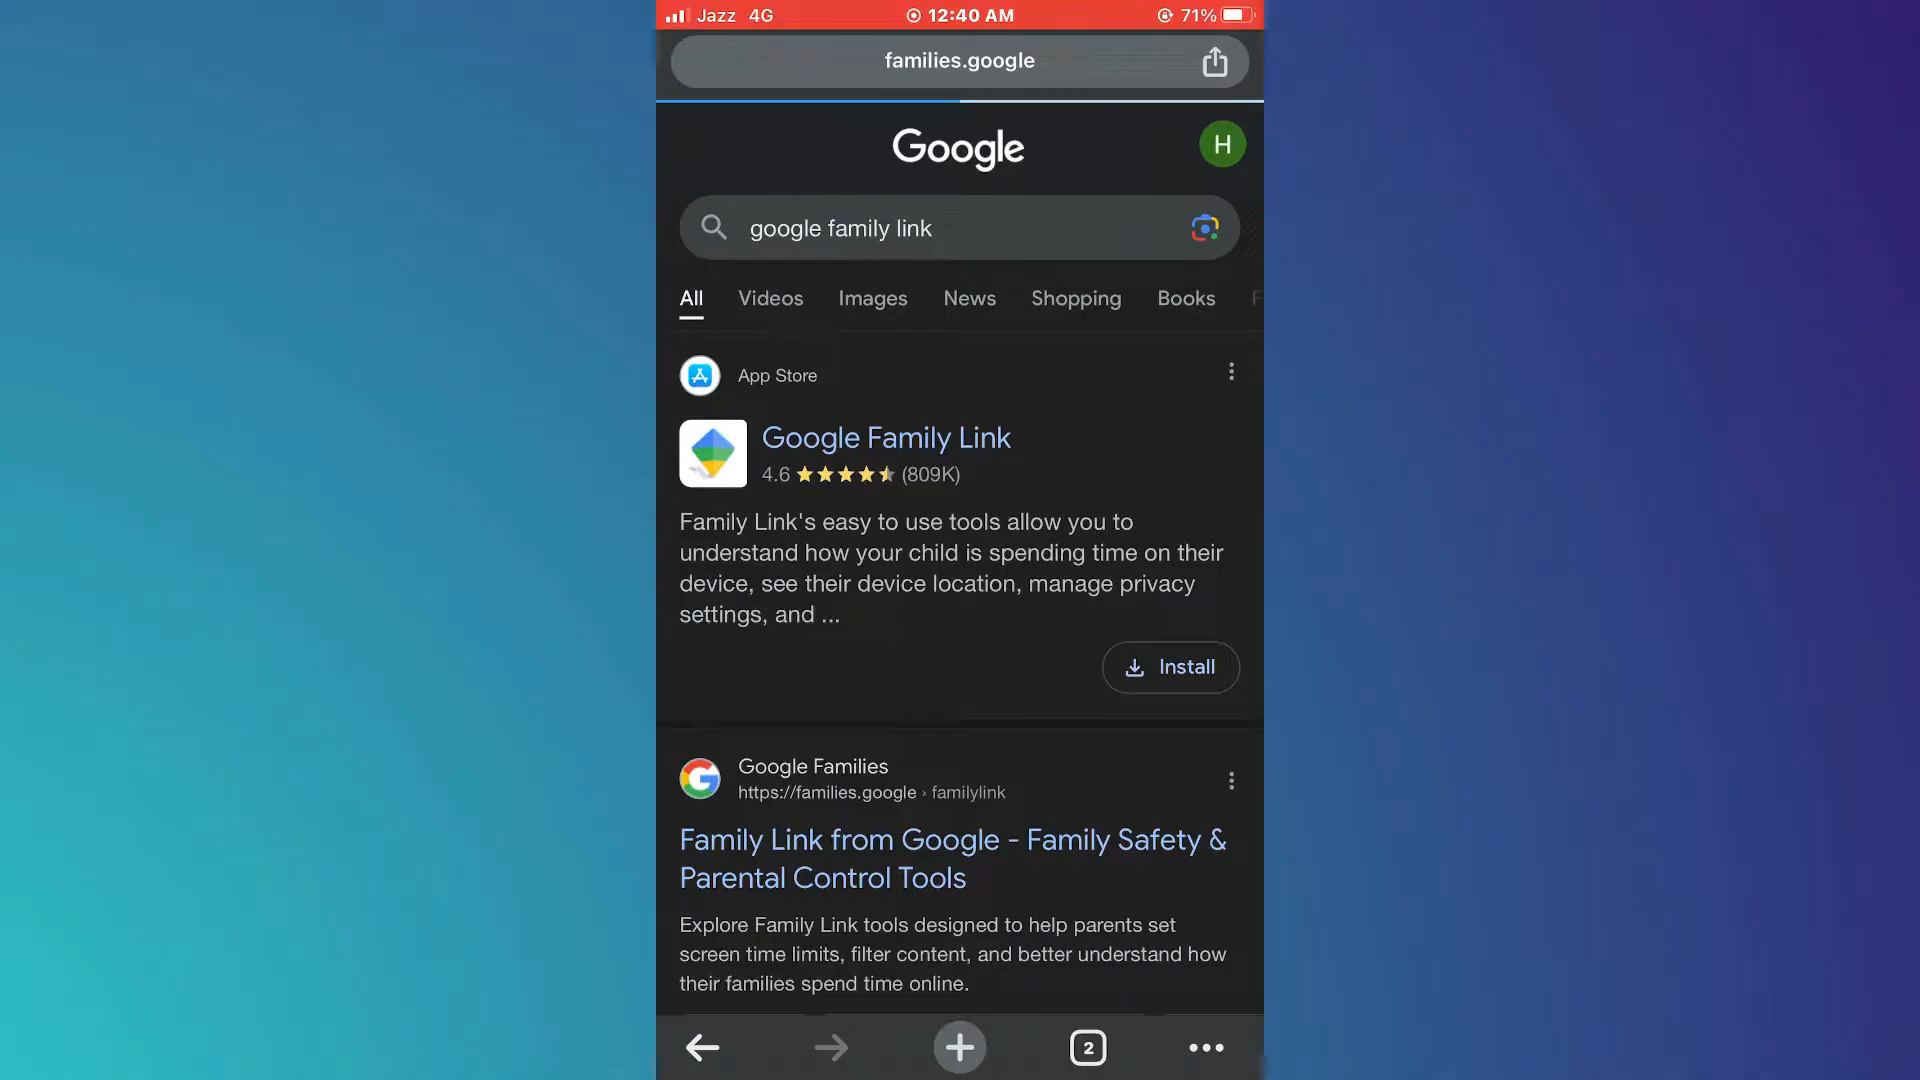 Jazz 4G 12:40 AM 71%
families.google
Google H
google family link
All Videos Images News Shopping Books F
App Store
Google Family Link
4.6 (809K)
Family Link's easy to use tools allow you to
understand how your child is spending time on their
device, see their device location, manage privacy
settings, and ...
Install
Google Families
https://families.google › familylink
Family Link from Google - Family Safety &
Parental Control Tools
Explore Family Link tools designed to help parents set
screen time limits, filter content, and better understand how
their families spend time online.
2